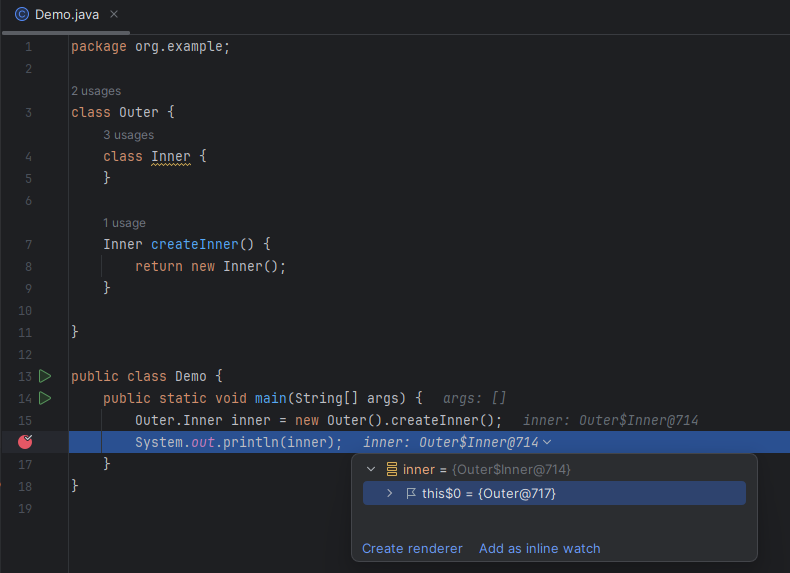 Demo.java
1 package org.example;
2
2 usages
3 class Outer {
3 usages
4 class Inner {
5 }
6
1 usage
7 Inner createInner() {
8 return new Inner();
9 }
10
11 }
12
13 public class Demo {
14 public static void main(String[] args) { args: []
15 Outer.Inner inner = new Outer().createInner(); inner: Outer$Inner@714
System.out.println(inner); inner: Outer$Inner@714
17 }
inner = {Outer$Inner@714}
18 }
this$0 = {Outer@717}
19
Create renderer Add as inline watch